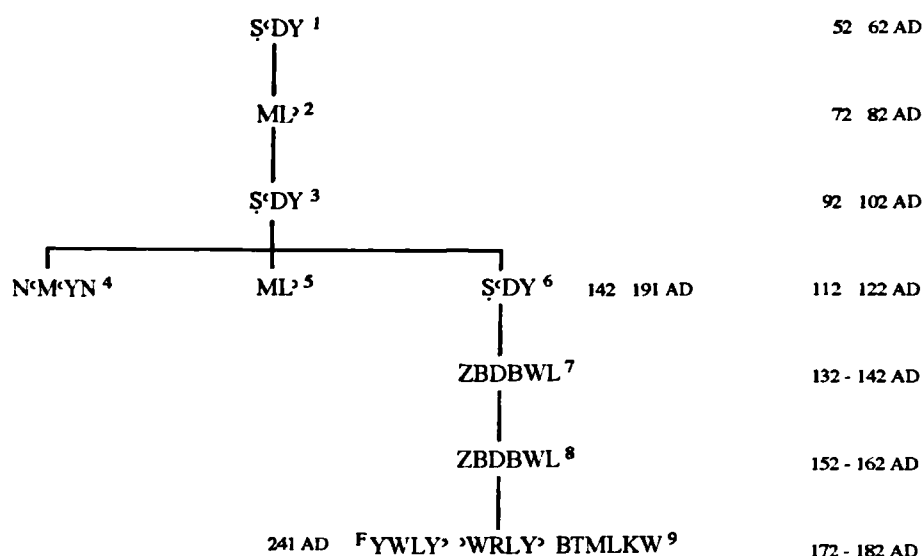 Ṣ‘DY 1 52 62 AD
ML’ 2 72 82 AD
Ṣ‘DY 3 92 102 AD
N‘M‘YN 4 ML’ 5 Ṣ‘DY 6 142 191 AD 112 122 AD
ZBDBWL 7 132 - 142 AD
ZBDBWL 8 152 - 162 AD
241 AD F YWLY’ ’WRLY’ BTMLKW 9 172 - 182 AD